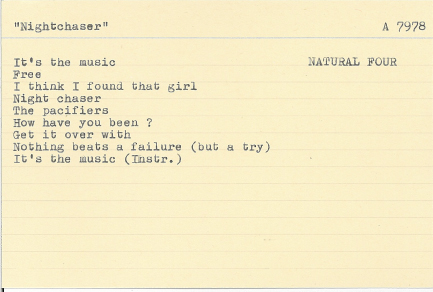 "Nightchaser" A 7978
It's the music NATURAL FOUR
Free
I think I found that girl
Night chaser
The pacifiers
How have you been ?
Get it over with
Nothing beats a failure (but a try)
It's the music (Instr.)